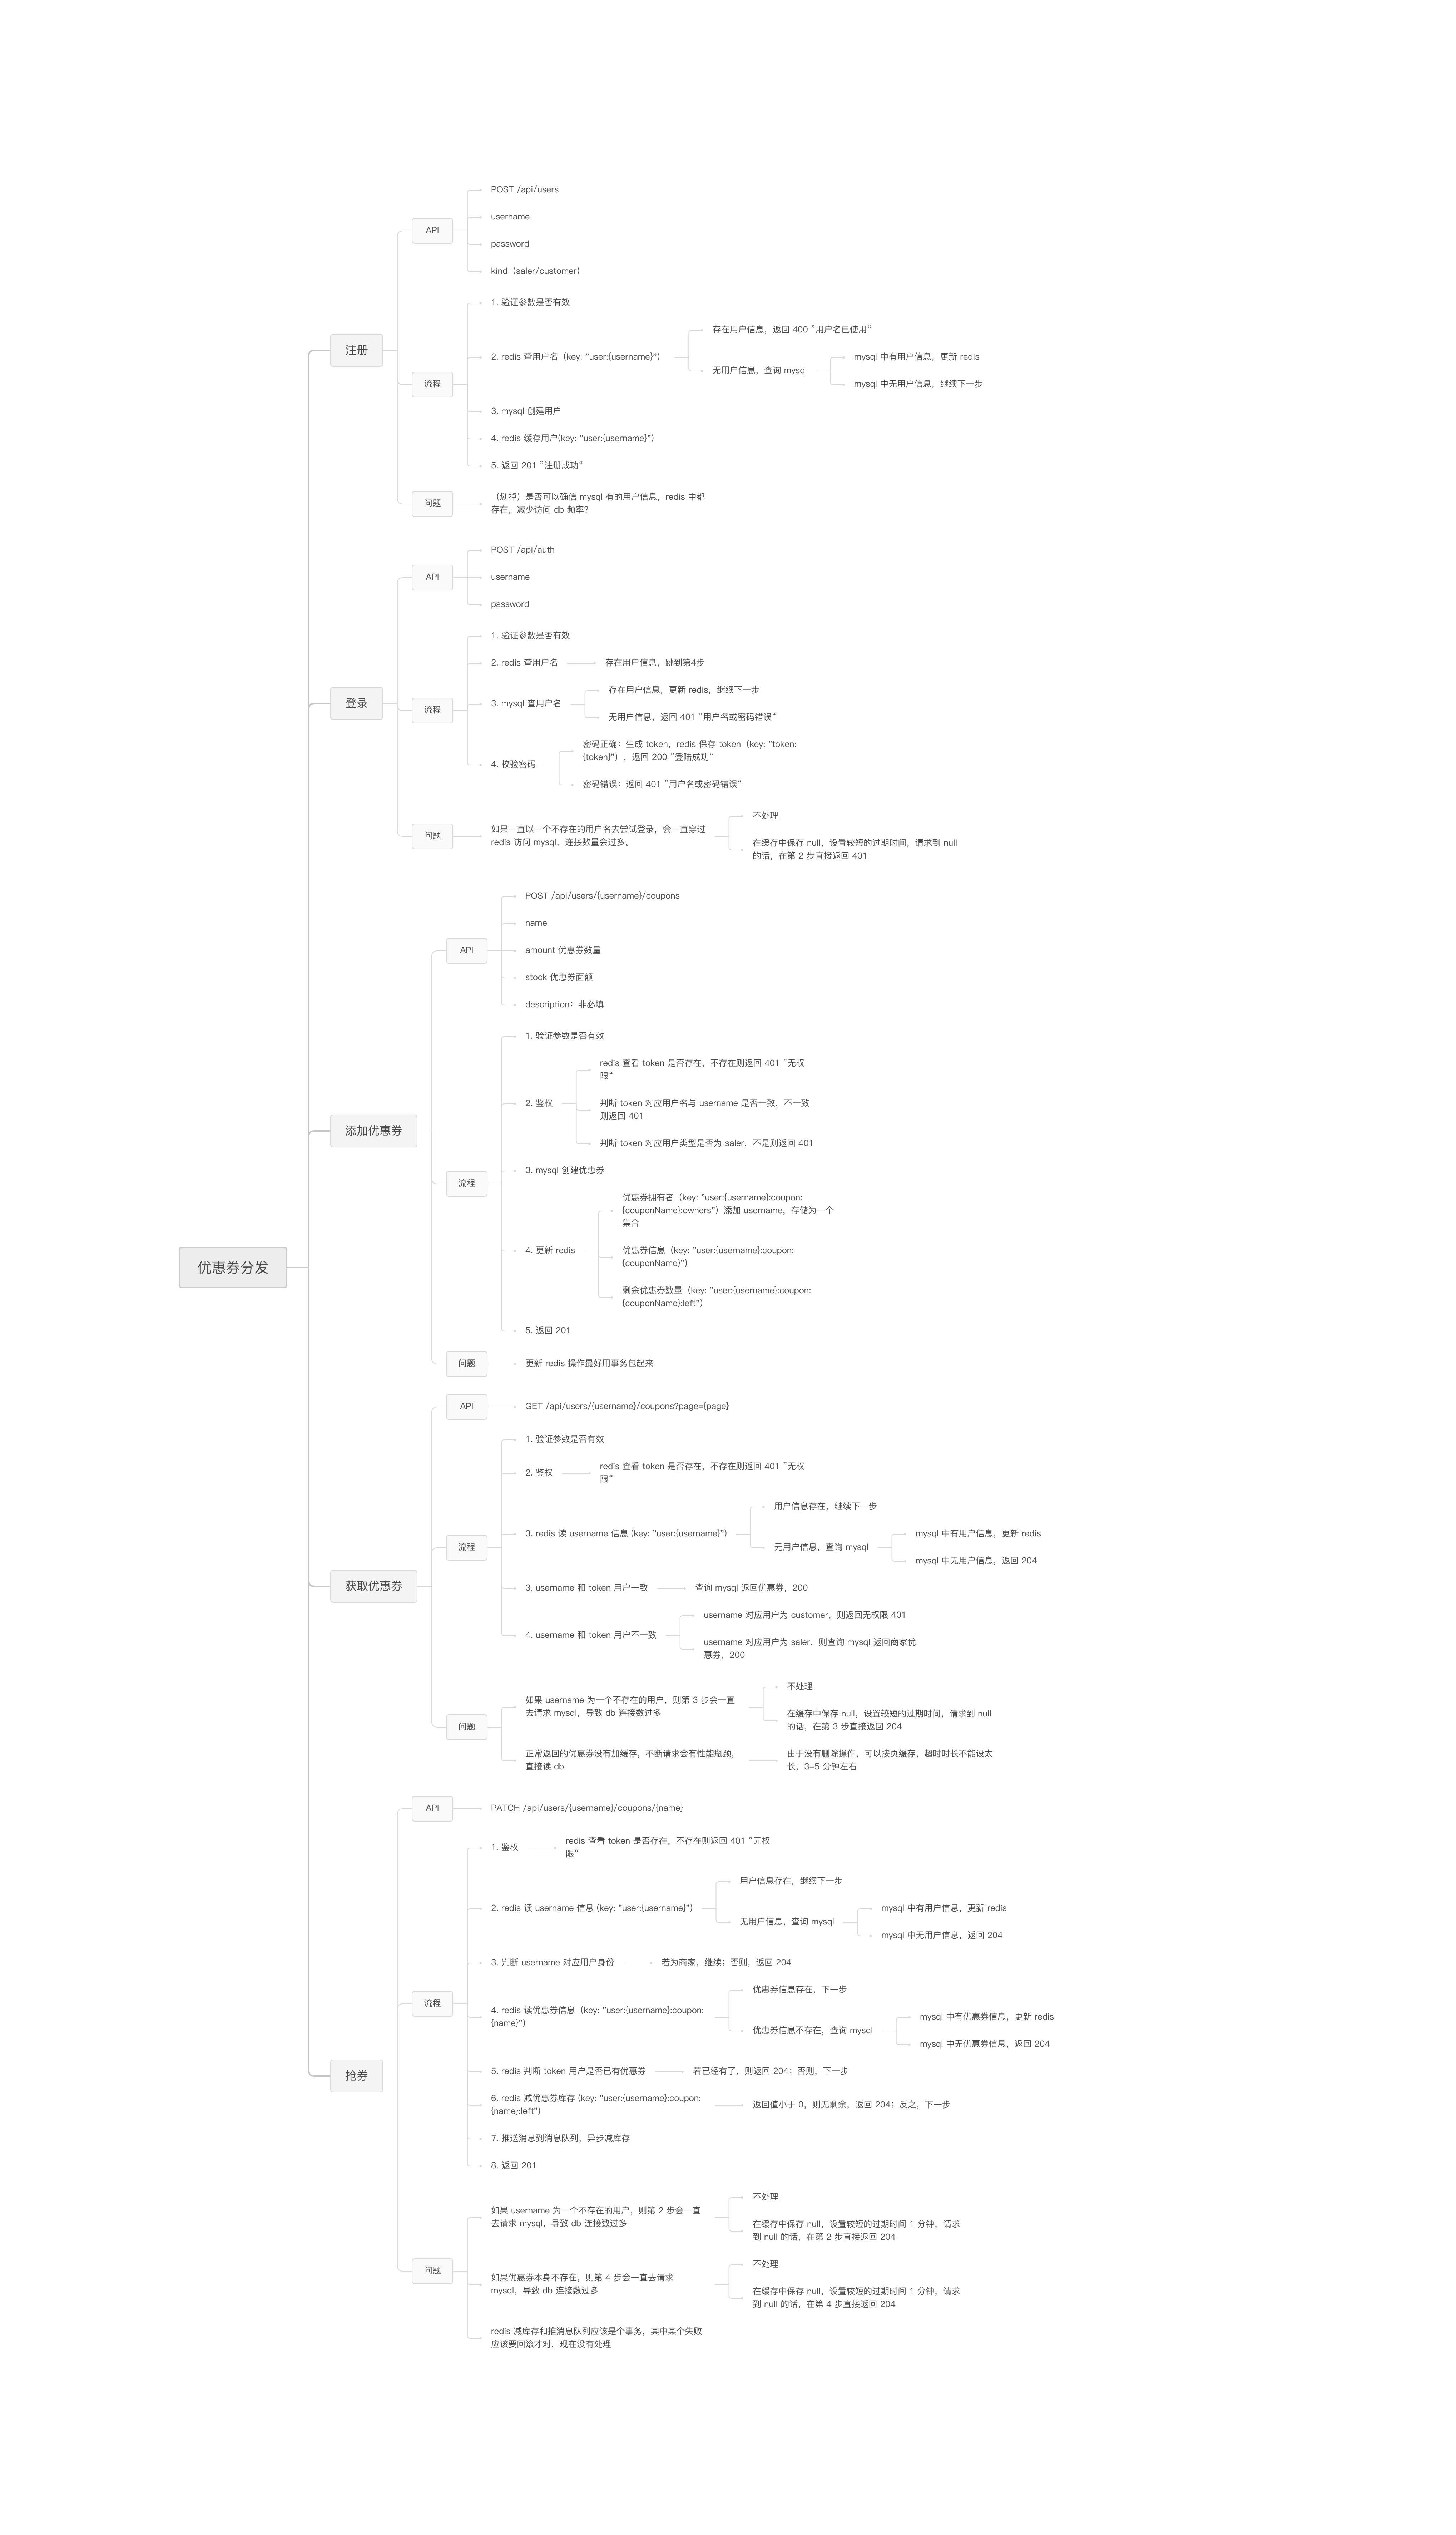 优惠券分发
注册
API
POST /api/users
username
password
kind（saler/customer）
流程
1. 验证参数是否有效
2. redis 查用户名（key: "user:{username}"）
存在用户信息，返回 400 ”用户名已使用“
无用户信息，查询 mysql
mysql 中有用户信息，更新 redis
mysql 中无用户信息，继续下一步
3. mysql 创建用户
4. redis 缓存用户(key: "user:{username}")
5. 返回 201 ”注册成功“
问题
（划掉）是否可以确信 mysql 有的用户信息，redis 中都
存在，减少访问 db 频率?
登录
API
POST /api/auth
username
password
流程
1. 验证参数是否有效
2. redis 查用户名
存在用户信息，跳到第4步
3. mysql 查用户名
存在用户信息，更新 redis，继续下一步
无用户信息，返回 401 ”用户名或密码错误“
4. 校验密码
密码正确：生成 token，redis 保存 token（key: "token:
{token}"），返回 200 ”登陆成功“
密码错误：返回 401 ”用户名或密码错误“
问题
如果一直以一个不存在的用户名去尝试登录，会一直穿过
redis 访问 mysql，连接数量会过多。
不处理
在缓存中保存 null，设置较短的过期时间，请求到 null
的话，在第 2 步直接返回 401
添加优惠券
API
POST /api/users/{username}/coupons
name
amount 优惠券数量
stock 优惠券面额
description：非必填
流程
1. 验证参数是否有效
2. 鉴权
redis 查看 token 是否存在，不存在则返回 401 ”无权
限“
判断 token 对应用户名与 username 是否一致，不一致
则返回 401
判断 token 对应用户类型是否为 saler，不是则返回 401
3. mysql 创建优惠券
4. 更新 redis
优惠券拥有者（key: "user:{username}:coupon:
{couponName}:owners"）添加 username，存储为一个
集合
优惠券信息（key: "user:{username}:coupon:
{couponName}")
剩余优惠券数量（key: "user:{username}:coupon:
{couponName}:left")
5. 返回 201
问题
更新 redis 操作最好用事务包起来
获取优惠券
API
GET /api/users/{username}/coupons?page={page}
流程
1. 验证参数是否有效
2. 鉴权
redis 查看 token 是否存在，不存在则返回 401 ”无权
限“
3. redis 读 username 信息 (key: "user:{username}")
用户信息存在，继续下一步
无用户信息，查询 mysql
mysql 中有用户信息，更新 redis
mysql 中无用户信息，返回 204
3. username 和 token 用户一致
查询 mysql 返回优惠券，200
4. username 和 token 用户不一致
username 对应用户为 customer，则返回无权限 401
username 对应用户为 saler，则查询 mysql 返回商家优
惠券，200
问题
如果 username 为一个不存在的用户，则第 3 步会一直
去请求 mysql，导致 db 连接数过多
不处理
在缓存中保存 null，设置较短的过期时间，请求到 null
的话，在第 3 步直接返回 204
正常返回的优惠券没有加缓存，不断请求会有性能瓶颈，
直接读 db
由于没有删除操作，可以按页缓存，超时时长不能设太
长，3-5 分钟左右
抢券
API
PATCH /api/users/{username}/coupons/{name}
流程
1. 鉴权
redis 查看 token 是否存在，不存在则返回 401 ”无权
限“
2. redis 读 username 信息 (key: "user:{username}")
用户信息存在，继续下一步
无用户信息，查询 mysql
mysql 中有用户信息，更新 redis
mysql 中无用户信息，返回 204
3. 判断 username 对应用户身份
若为商家，继续；否则，返回 204
4. redis 读优惠券信息（key: "user:{username}:coupon:
{name}"）
优惠券信息存在，下一步
优惠券信息不存在，查询 mysql
mysql 中有优惠券信息，更新 redis
mysql 中无优惠券信息，返回 204
5. redis 判断 token 用户是否已有优惠券
若已经有了，则返回 204；否则，下一步
6. redis 减优惠券库存 (key: "user:{username}:coupon:
{name}:left")
返回值小于 0，则无剩余，返回 204；反之，下一步
7. 推送消息到消息队列，异步减库存
8. 返回 201
问题
如果 username 为一个不存在的用户，则第 2 步会一直
去请求 mysql，导致 db 连接数过多
不处理
在缓存中保存 null，设置较短的过期时间 1 分钟，请求
到 null 的话，在第 2 步直接返回 204
如果优惠券本身不存在，则第 4 步会一直去请求
mysql，导致 db 连接数过多
不处理
在缓存中保存 null，设置较短的过期时间 1 分钟，请求
到 null 的话，在第 4 步直接返回 204
redis 减库存和推消息队列应该是个事务，其中某个失败
应该要回滚才对，现在没有处理